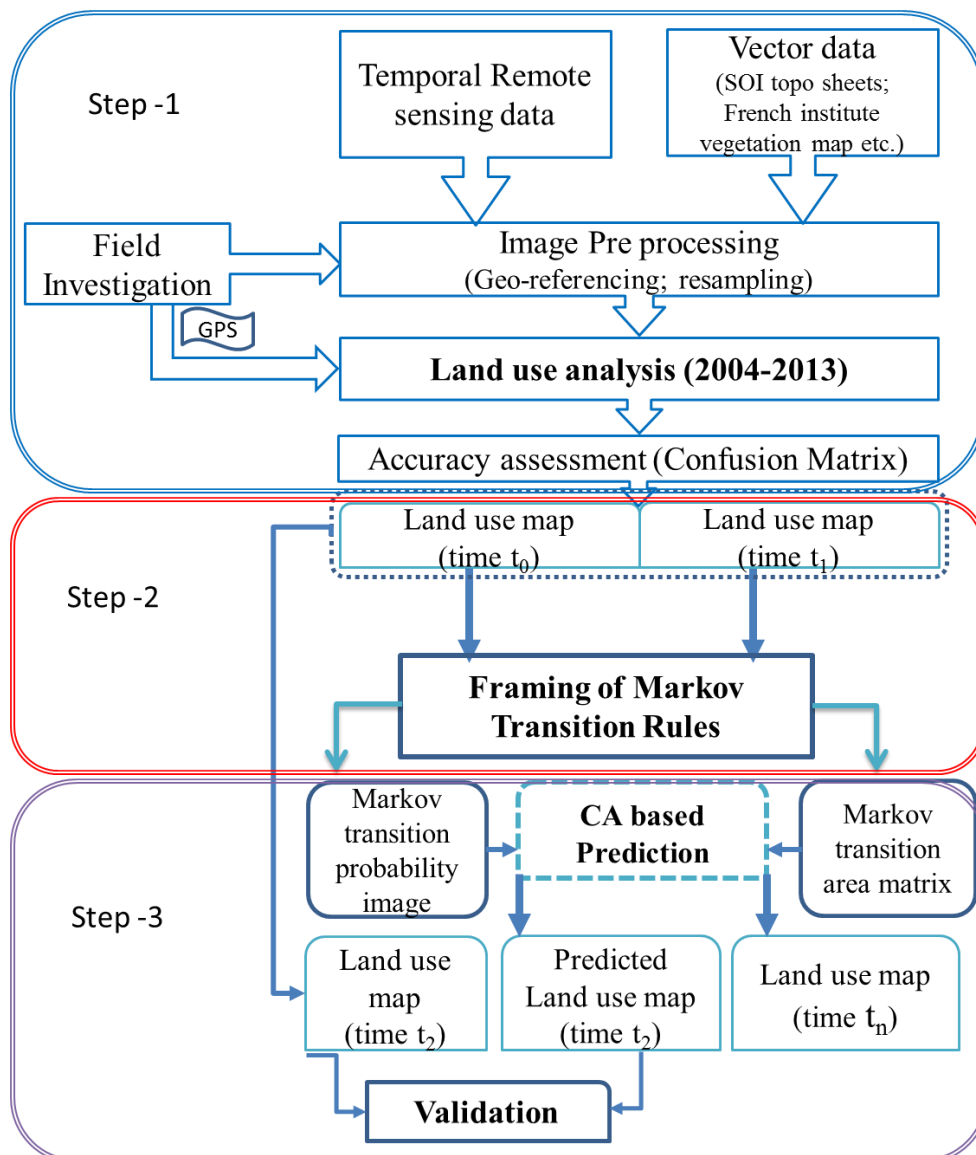 Step -1
Temporal Remote
sensing data
Vector data
(SOI topo sheets;
French institute
vegetation map etc.)
Field
Investigation
GPS
Image Pre processing
(Geo-referencing; resampling)
Land use analysis (2004-2013)
Accuracy assessment (Confusion Matrix)
Step -2
Land use map
(time t₀)
Land use map
(time t₁)
Framing of Markov
Transition Rules
Step -3
Markov
transition
probability
image
CA based
Prediction
Markov
transition
area matrix
Land use
map
(time t₂)
Predicted
Land use map
(time t₂)
Land use map
(time tₙ)
Validation